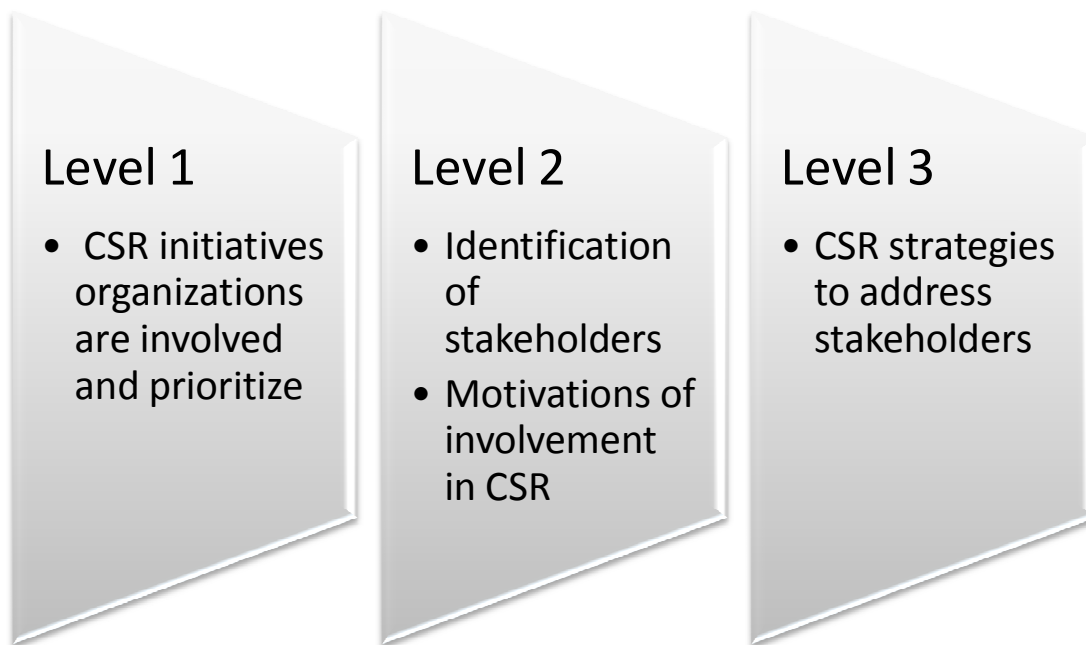 Level 1
• CSR initiatives
organizations
are involved
and prioritize
Level 2
• Identification
of
stakeholders
• Motivations of
involvement
in CSR
Level 3
• CSR strategies
to address
stakeholders